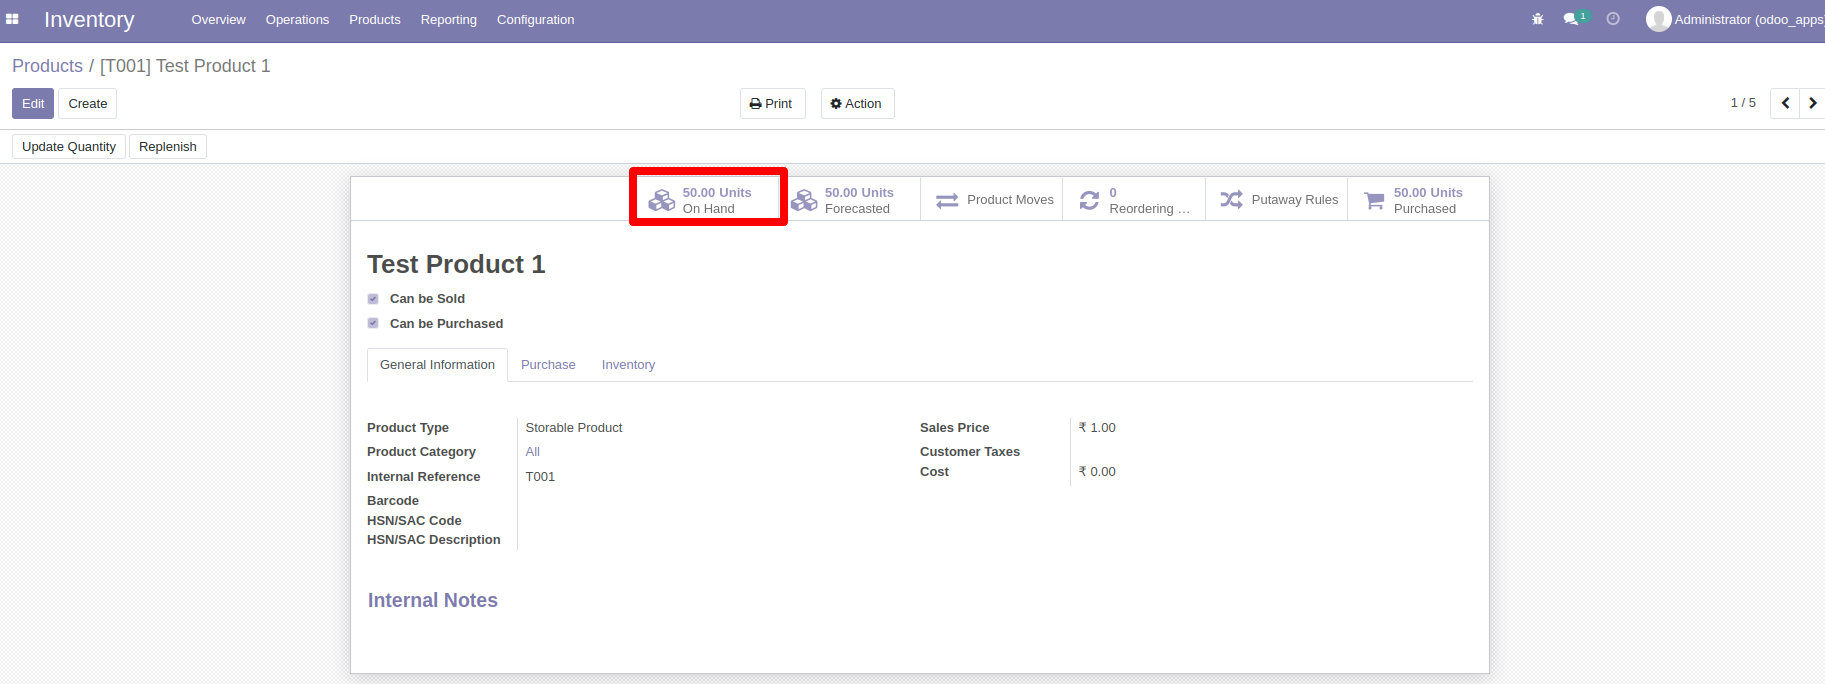 Inventory Overview Operations Products Reporting Configuration 1 Administrator (odoo_apps)
Products / [T001] Test Product 1
Edit Create Print Action 1 / 5
Update Quantity Replenish
50.00 Units
On Hand
50.00 Units
Forecasted
Product Moves
0
Reordering ...
Putaway Rules
50.00 Units
Purchased
Test Product 1
Can be Sold
Can be Purchased
General Information Purchase Inventory
Product Type Storable Product
Product Category All
Internal Reference T001
Barcode
HSN/SAC Code
HSN/SAC Description
Sales Price ₹ 1.00
Customer Taxes
Cost ₹ 0.00
Internal Notes